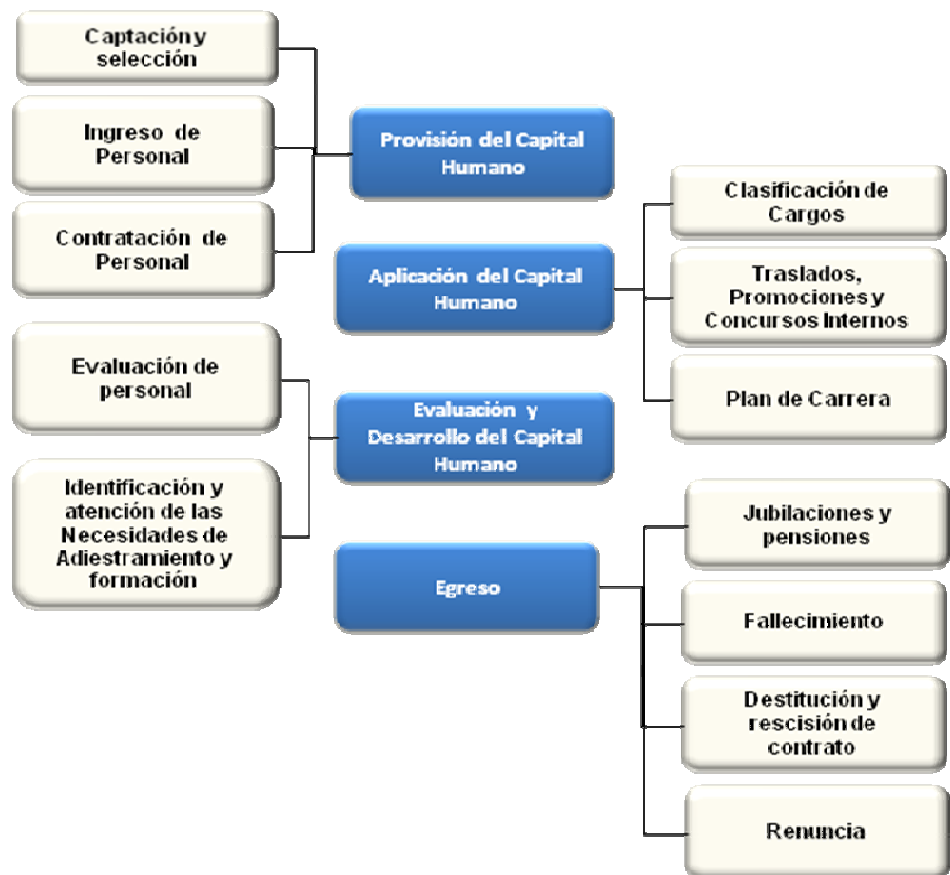 Captación y
selección
Ingreso de
Personal
Contratación de
Personal
Provisión del Capital
Humano
Aplicación del Capital
Humano
Clasificación de
Cargos
Traslados,
Promociones y
Concursos Internos
Plan de Carrera
Evaluación de
personal
Identificación y
atención de las
Necesidades de
Adiestramiento y
formación
Evaluación y
Desarrollo del Capital
Humano
Egreso
Jubilaciones y
pensiones
Fallecimiento
Destitución y
rescisión de
contrato
Renuncia